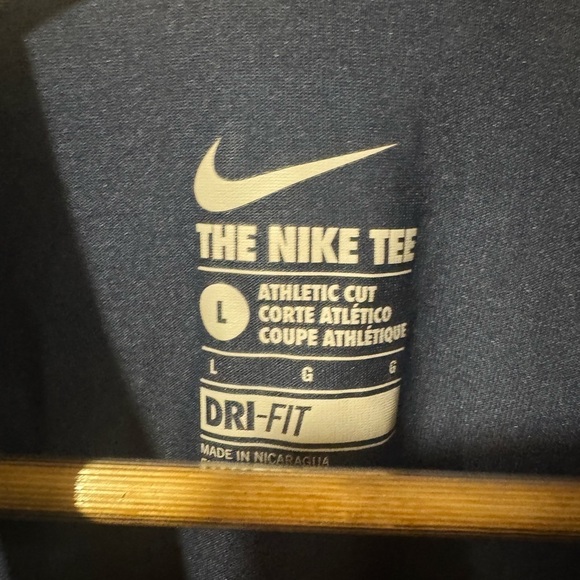 THE NIKE TEE
L
ATHLETIC CUT
CORTE ATLÉTICO
COUPE ATHLÉTIQUE
L G G
DRI-FIT
MADE IN NICARAGUA